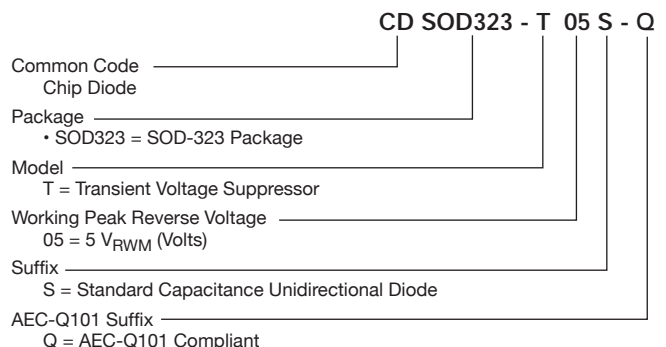 CD SOD323 - T 05 S - Q
Common Code
Chip Diode
Package
• SOD323 = SOD-323 Package
Model
T = Transient Voltage Suppressor
Working Peak Reverse Voltage
05 = 5 VRWM (Volts)
Suffix
S = Standard Capacitance Unidirectional Diode
AEC-Q101 Suffix
Q = AEC-Q101 Compliant